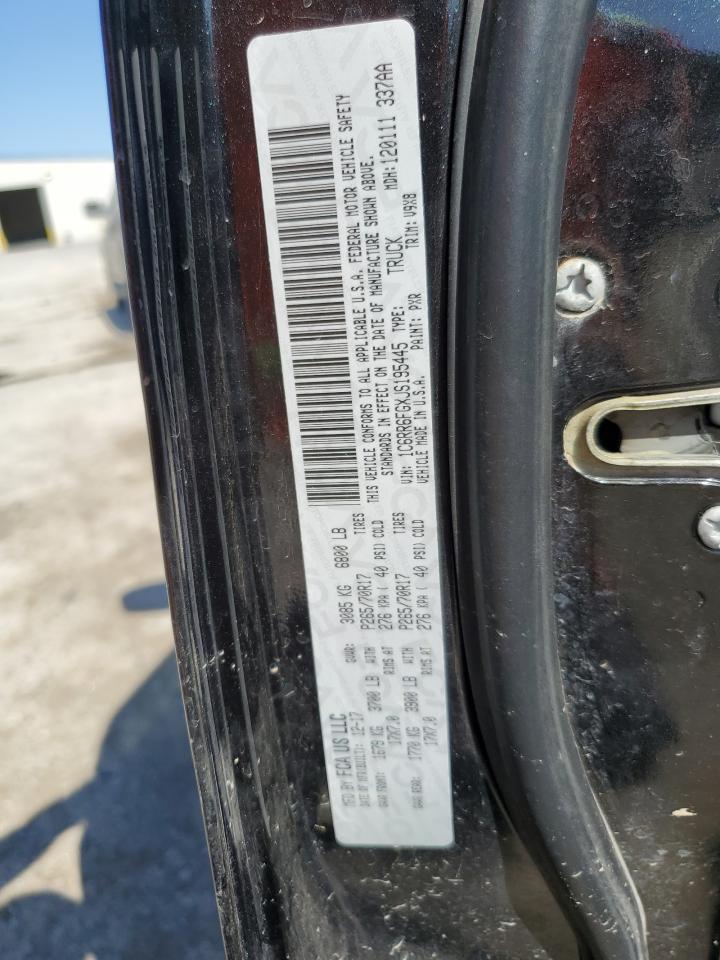 MFD BY FCA US LLC
DATE OF MFR(BUILT): 12-17 GVWR: 3085 KG 6800 LB
GAWR FRONT: 1679 KG 3700 LB WITH P265/70R17 TIRES
17X7.0 RIMS AT 276 KPA ( 40 PSI) COLD
GAWR REAR: 1770 KG 3900 LB WITH P265/70R17 TIRES
17X7.0 RIMS AT 276 KPA ( 40 PSI) COLD
THIS VEHICLE CONFORMS TO ALL APPLICABLE U.S.A. FEDERAL MOTOR VEHICLE SAFETY
STANDARDS IN EFFECT ON THE DATE OF MANUFACTURE SHOWN ABOVE.
VIN: 1C6RR6FGXJS195445 TYPE: TRUCK MDH: 120111 337AA
VEHICLE MADE IN U.S.A. PAINT: PXR TRIM: V9X8